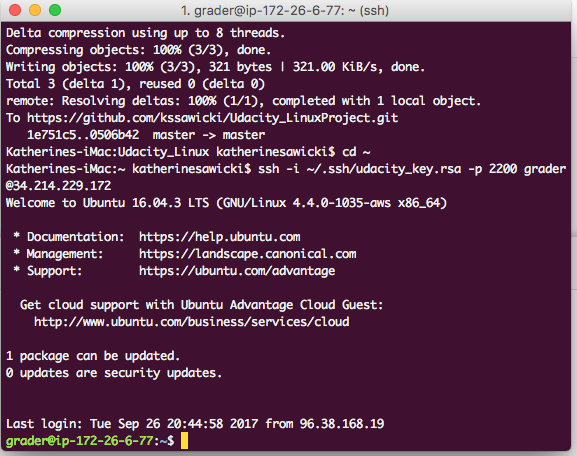 1. grader@ip-172-26-6-77: ~ (ssh)
Delta compression using up to 8 threads.
Compressing objects: 100% (3/3), done.
Writing objects: 100% (3/3), 321 bytes | 321.00 KiB/s, done.
Total 3 (delta 1), reused 0 (delta 0)
remote: Resolving deltas: 100% (1/1), completed with 1 local object.
To https://github.com/kssawicki/Udacity_LinuxProject.git
   1e751c5..0506b42  master -> master
Katherines-iMac:Udacity_Linux katherinesawicki$ cd ~
Katherines-iMac:~ katherinesawicki$ ssh -i ~/.ssh/udacity_key.rsa -p 2200 grader
@34.214.229.172
Welcome to Ubuntu 16.04.3 LTS (GNU/Linux 4.4.0-1035-aws x86_64)
 * Documentation:  https://help.ubuntu.com
 * Management:     https://landscape.canonical.com
 * Support:        https://ubuntu.com/advantage
  Get cloud support with Ubuntu Advantage Cloud Guest:
    http://www.ubuntu.com/business/services/cloud
1 package can be updated.
0 updates are security updates.
Last login: Tue Sep 26 20:44:58 2017 from 96.38.168.19
grader@ip-172-26-6-77:~$